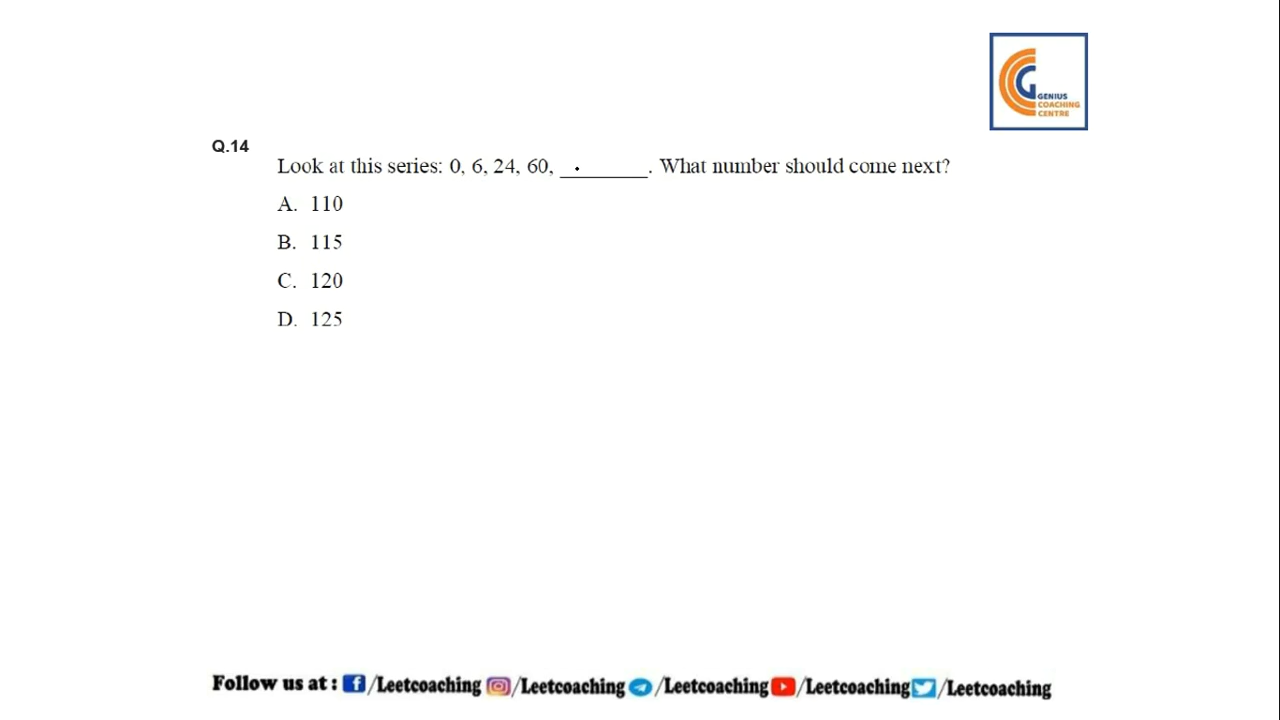 GENIUS
COACHING
CENTRE
Q.14
Look at this series: 0, 6, 24, 60, ________. What number should come next?
A. 110
B. 115
C. 120
D. 125
Follow us at : /Leetcoaching /Leetcoaching /Leetcoaching /Leetcoaching /Leetcoaching